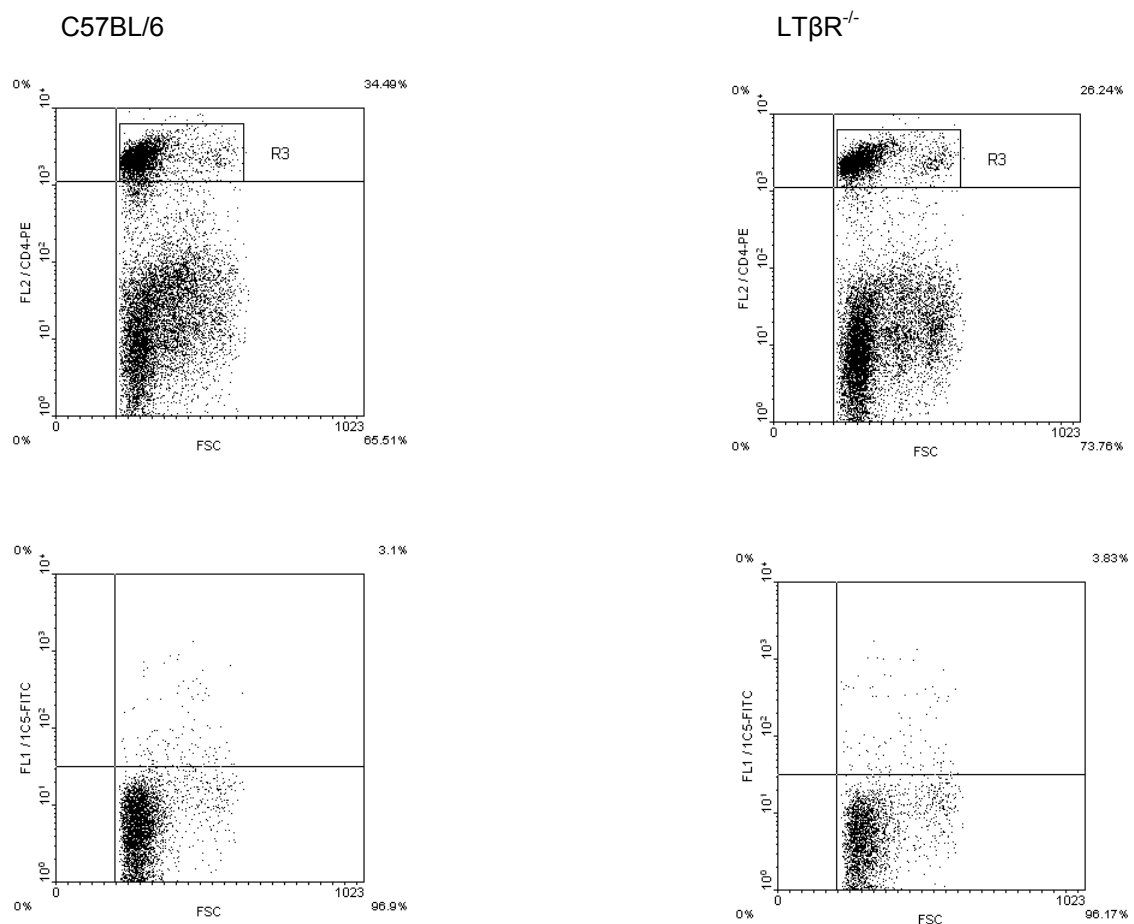 C57BL/6
LTβR-/-
0% 34.49%
10⁴
10³
10²
10¹
10⁰
FL2 / CD4-PE
R3
0 1023
FSC
0% 65.51%
0% 26.24%
10⁴
10³
10²
10¹
10⁰
FL2 / CD4-PE
R3
0 1023
FSC
0% 73.76%
0% 3.1%
10⁴
10³
10²
10¹
10⁰
FL1 / 1C5-FITC
0 1023
FSC
0% 96.9%
0% 3.83%
10⁴
10³
10²
10¹
10⁰
FL1 / 1C5-FITC
0 1023
FSC
0% 96.17%